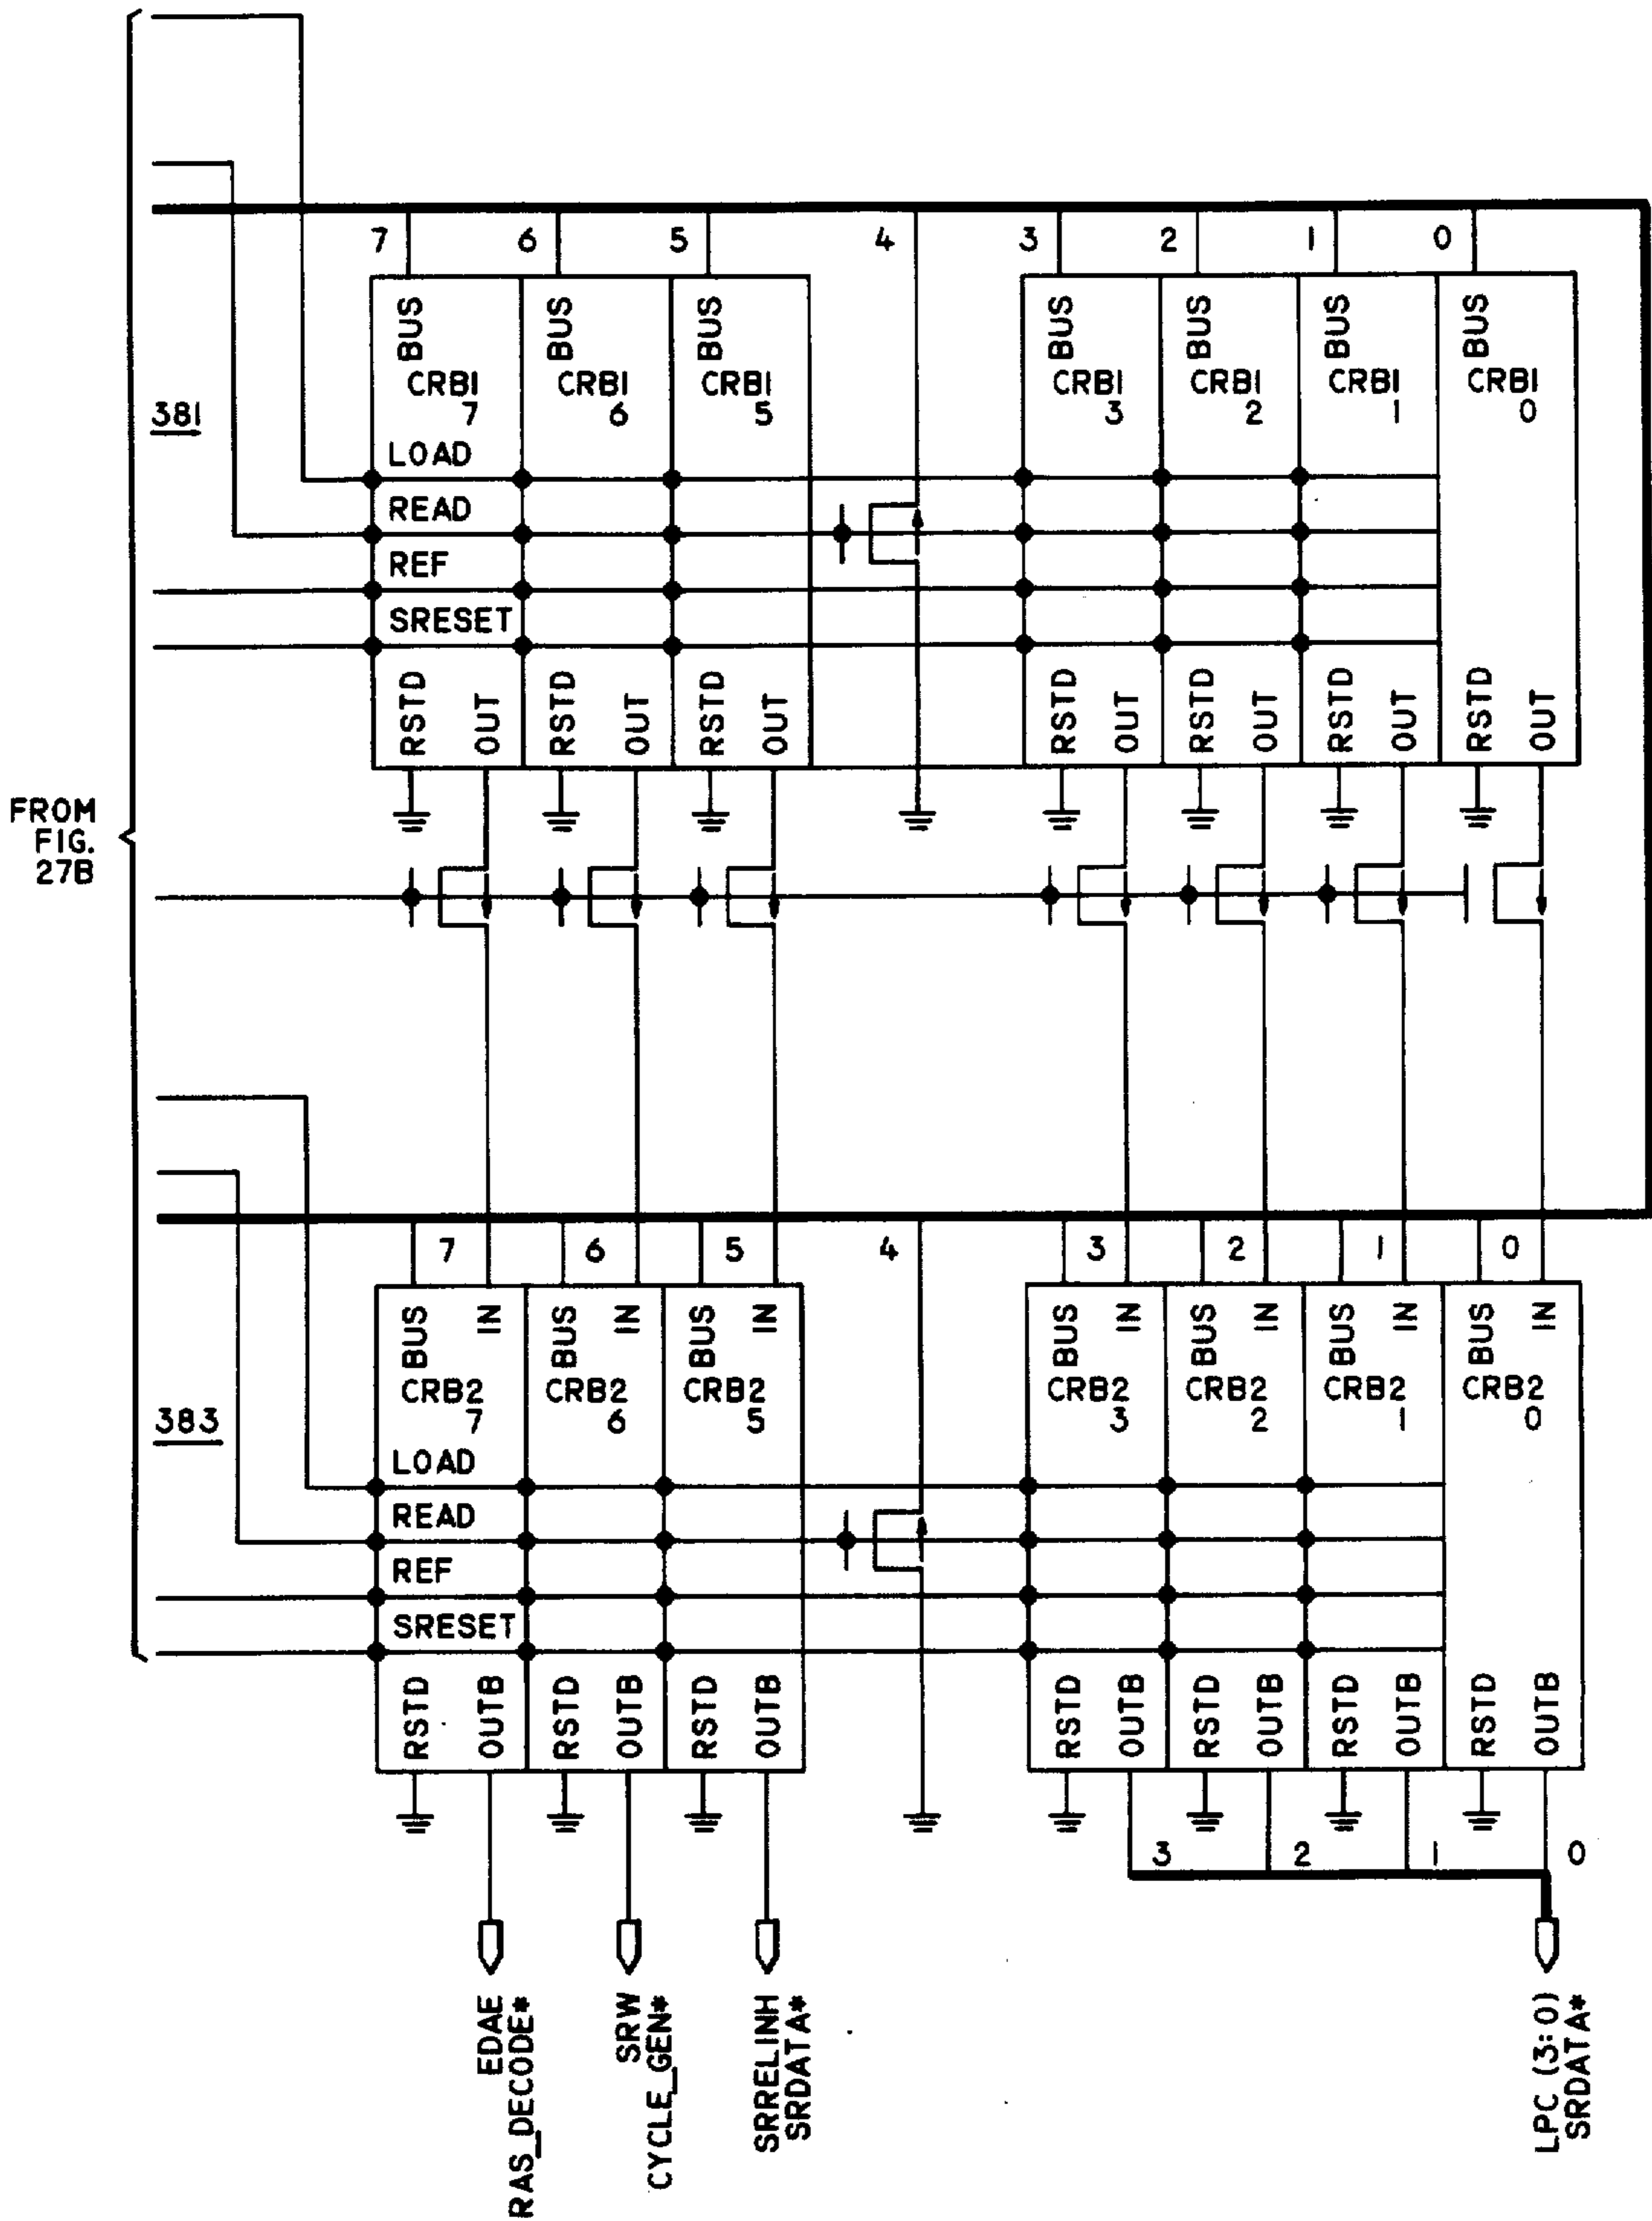 7 6 5 4 3 2 1 0
BUS BUS BUS BUS BUS BUS BUS
CRB1 CRB1 CRB1 CRB1 CRB1 CRB1 CRB1
7 6 5 3 2 1 0
381
LOAD
READ
REF
SRESET
RSTD OUT RSTD OUT RSTD OUT RSTD OUT RSTD OUT RSTD OUT RSTD OUT
FROM
FIG.
27B
7 6 5 4 3 2 1 0
BUS IN BUS IN BUS IN BUS IN BUS IN BUS IN BUS IN
CRB2 CRB2 CRB2 CRB2 CRB2 CRB2 CRB2
7 6 5 3 2 1 0
383
LOAD
READ
REF
SRESET
RSTD OUTB RSTD OUTB RSTD OUTB RSTD OUTB RSTD OUTB RSTD OUTB RSTD OUTB
3 2 1 0
EDAE
RAS_DECODE*
SRW
CYCLE_GEN*
SRRELINH
SRDATA*
LPC (3:0)
SRDATA*